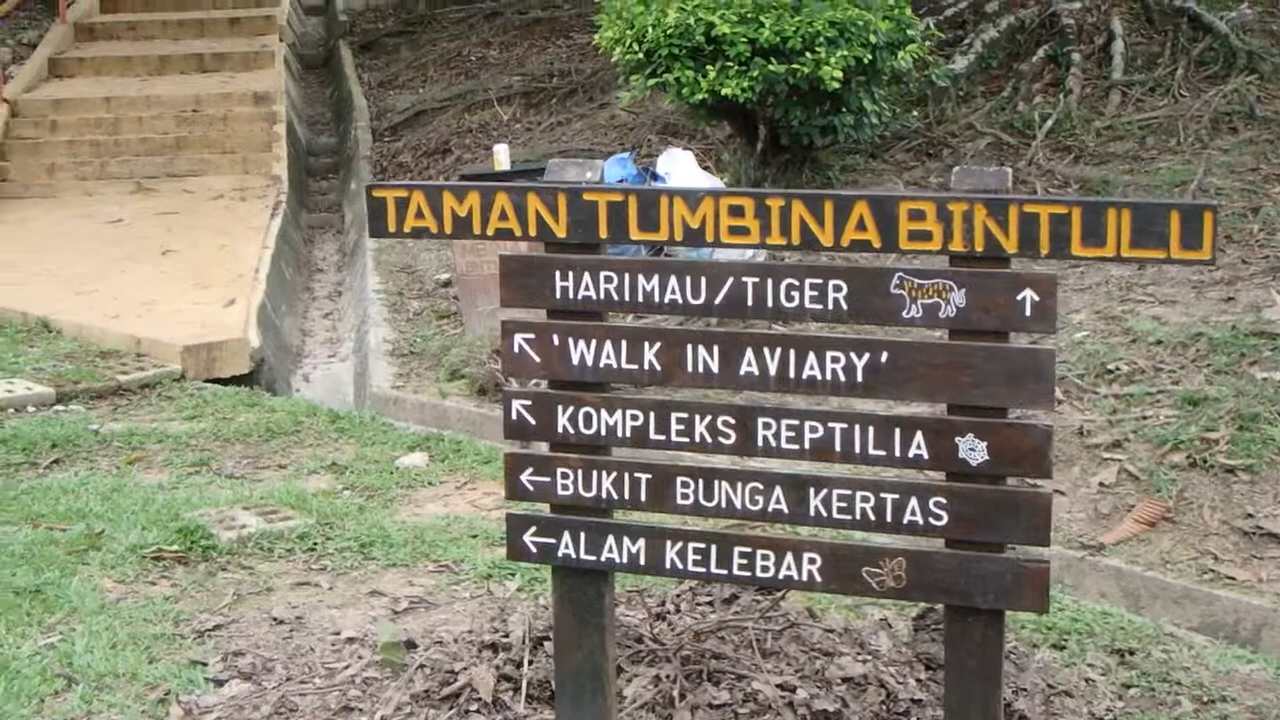 TAMAN TUMBINA BINTULU
HARIMAU/TIGER ↑
↖ 'WALK IN AVIARY'
↖ KOMPLEKS REPTILIA
← BUKIT BUNGA KERTAS
← ALAM KELEBAR